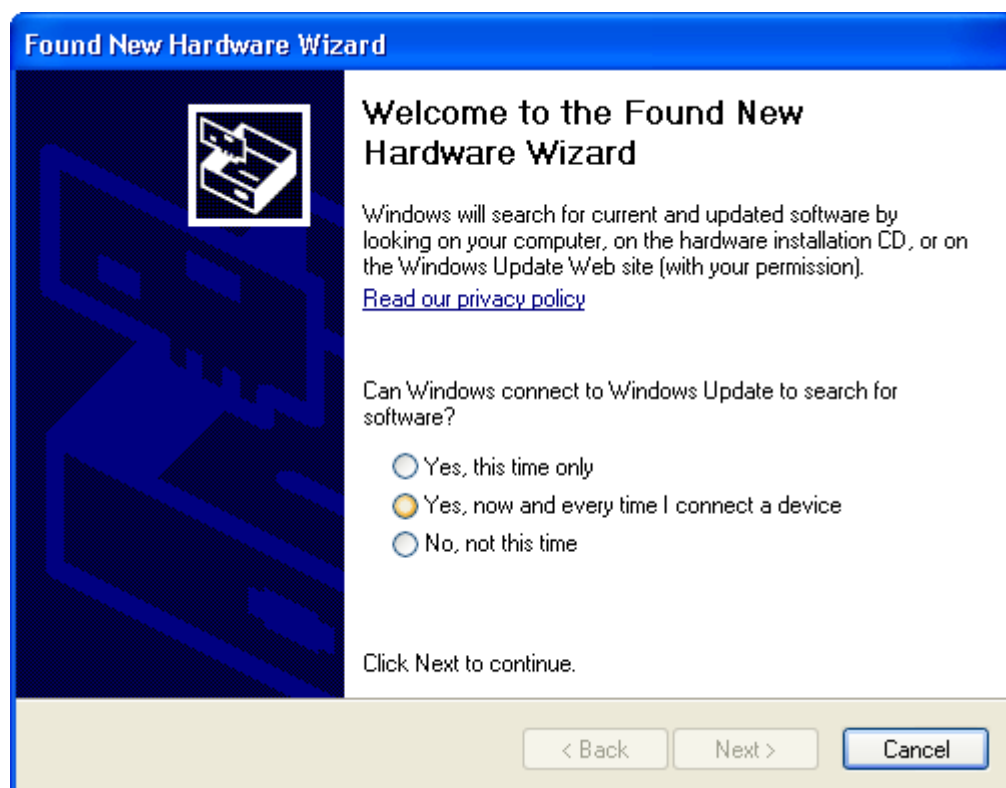 Found New Hardware Wizard
Welcome to the Found New
Hardware Wizard
Windows will search for current and updated software by
looking on your computer, on the hardware installation CD, or on
the Windows Update Web site (with your permission).
Read our privacy policy
Can Windows connect to Windows Update to search for
software?
Yes, this time only
Yes, now and every time I connect a device
No, not this time
Click Next to continue.
< Back
Next >
Cancel